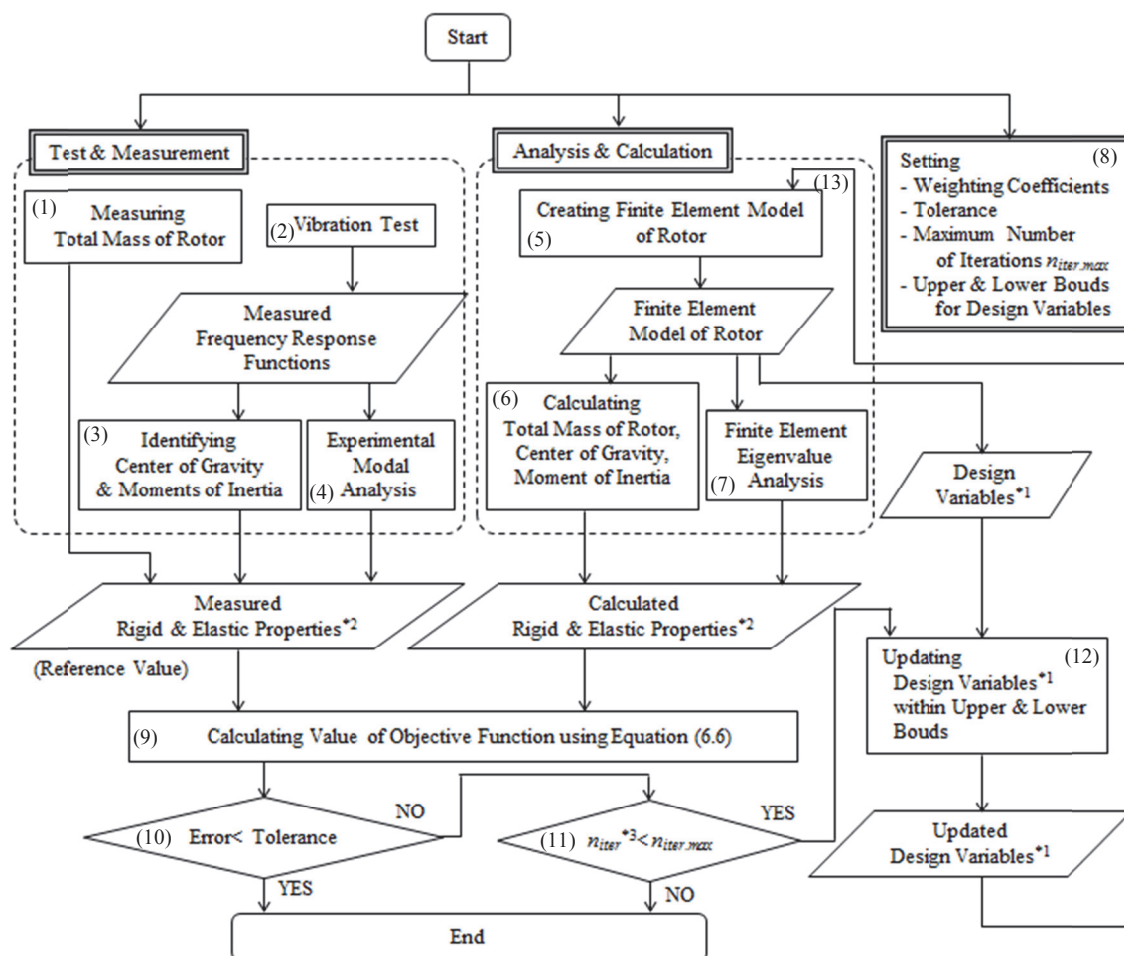 Start
Test & Measurement
Analysis & Calculation
(1)
Measuring
Total Mass of Rotor
(2) Vibration Test
Measured
Frequency Response
Functions
(3)
Identifying
Center of Gravity
& Moments of Inertia
Experimental
Modal
(4) Analysis
(13)
Creating Finite Element Model
(5) of Rotor
Finite Element
Model of Rotor
(6)
Calculating
Total Mass of Rotor,
Center of Gravity,
Moment of Inertia
Finite Element
Eigenvalue
(7) Analysis
(8)
Setting
- Weighting Coefficients
- Tolerance
- Maximum Number
of Iterations n_iter.max
- Upper & Lower Bouds
for Design Variables
Design
Variables*1
Measured
Rigid & Elastic Properties*2
(Reference Value)
Calculated
Rigid & Elastic Properties*2
Updating (12)
Design Variables*1
within Upper & Lower
Bouds
(9) Calculating Value of Objective Function using Equation (6.6)
(10) Error< Tolerance
NO
YES
(11) n_iter*3< n_iter.max
YES
NO
Updated
Design Variables*1
End